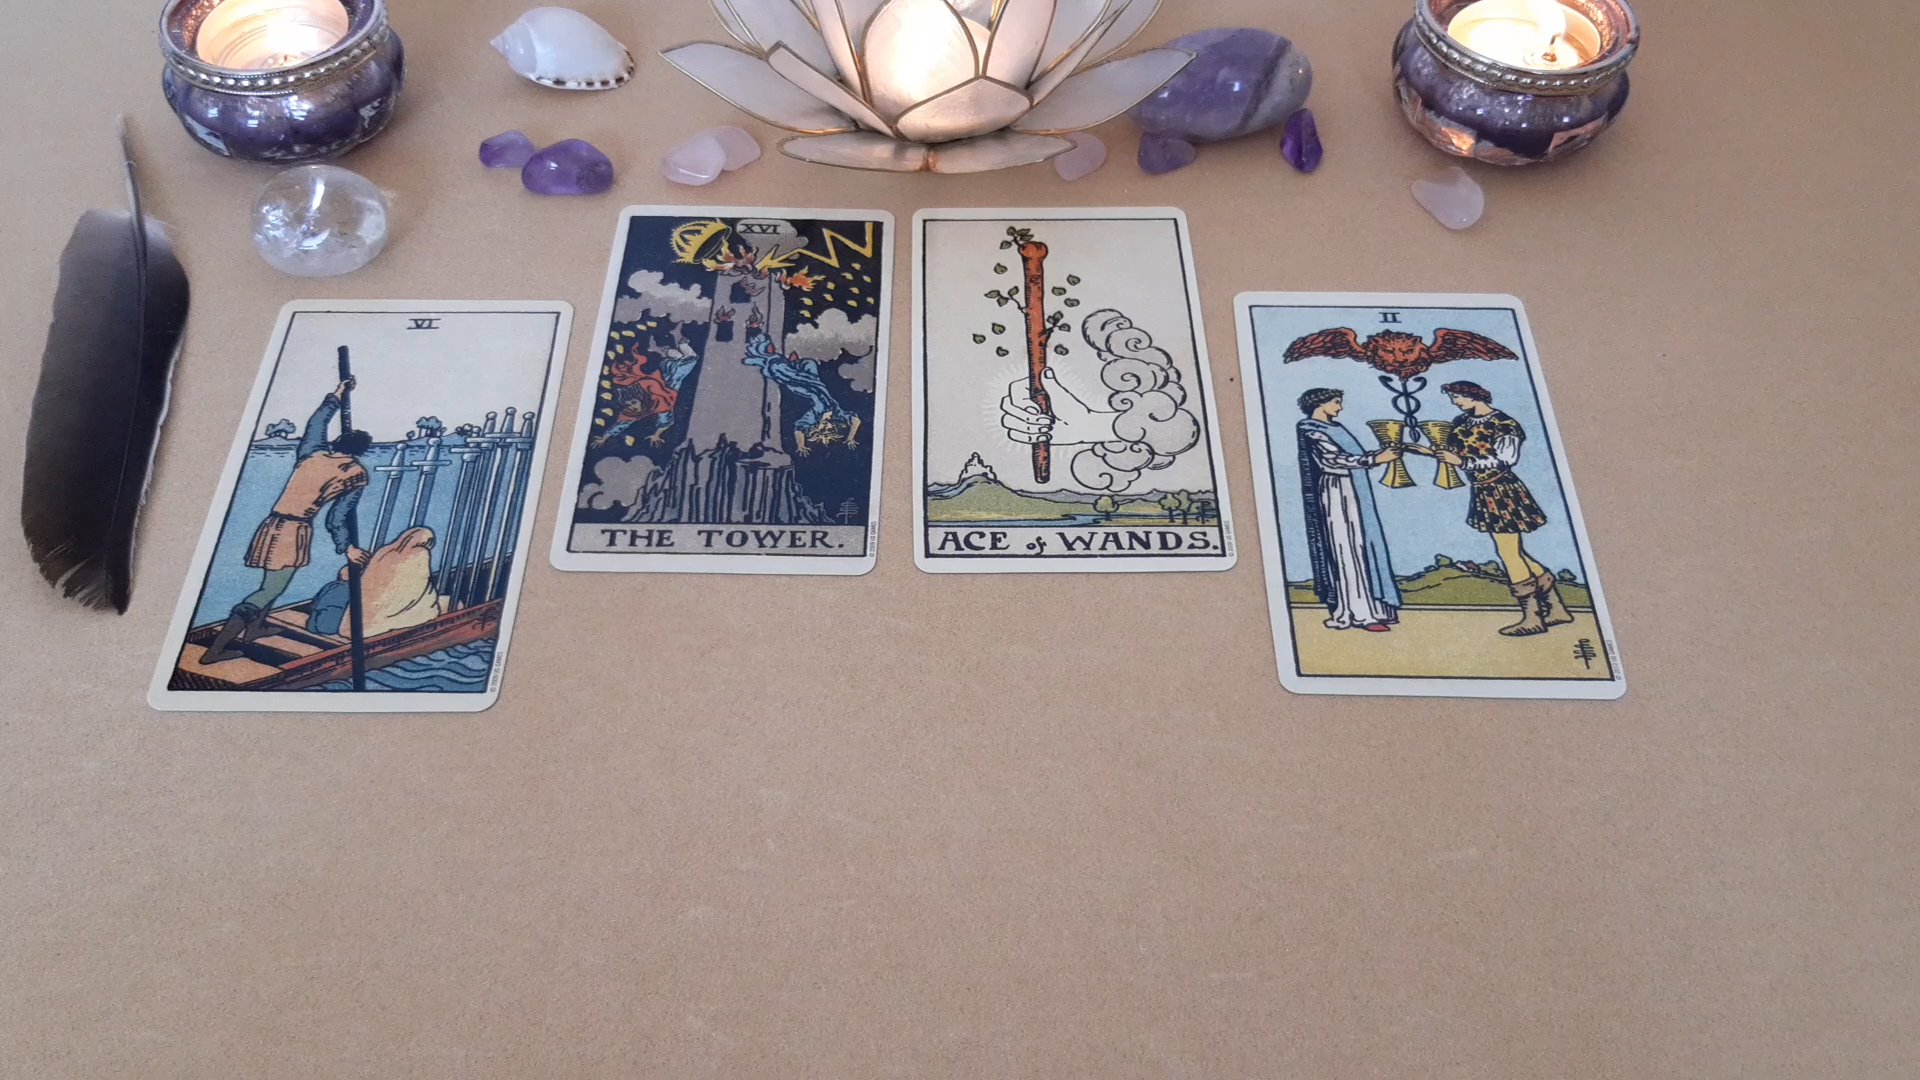 VI
XVI
THE TOWER.
ACE of WANDS.
II